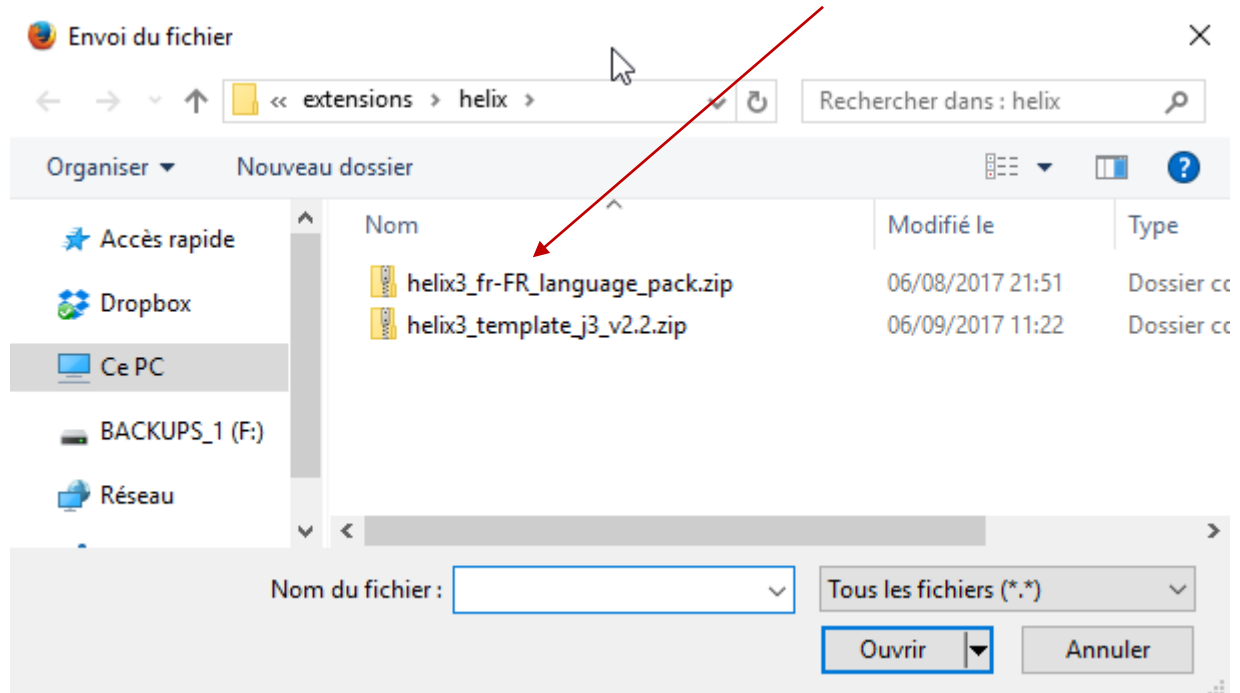 Envoi du fichier
« extensions > helix >
Rechercher dans : helix
Organiser
Nouveau dossier
Accès rapide
Dropbox
Ce PC
BACKUPS_1 (F:)
Réseau
Nom
Modifié le
Type
helix3_fr-FR_language_pack.zip
06/08/2017 21:51
Dossier co
helix3_template_j3_v2.2.zip
06/09/2017 11:22
Dossier co
Nom du fichier :
Tous les fichiers (*.*)
Ouvrir
Annuler